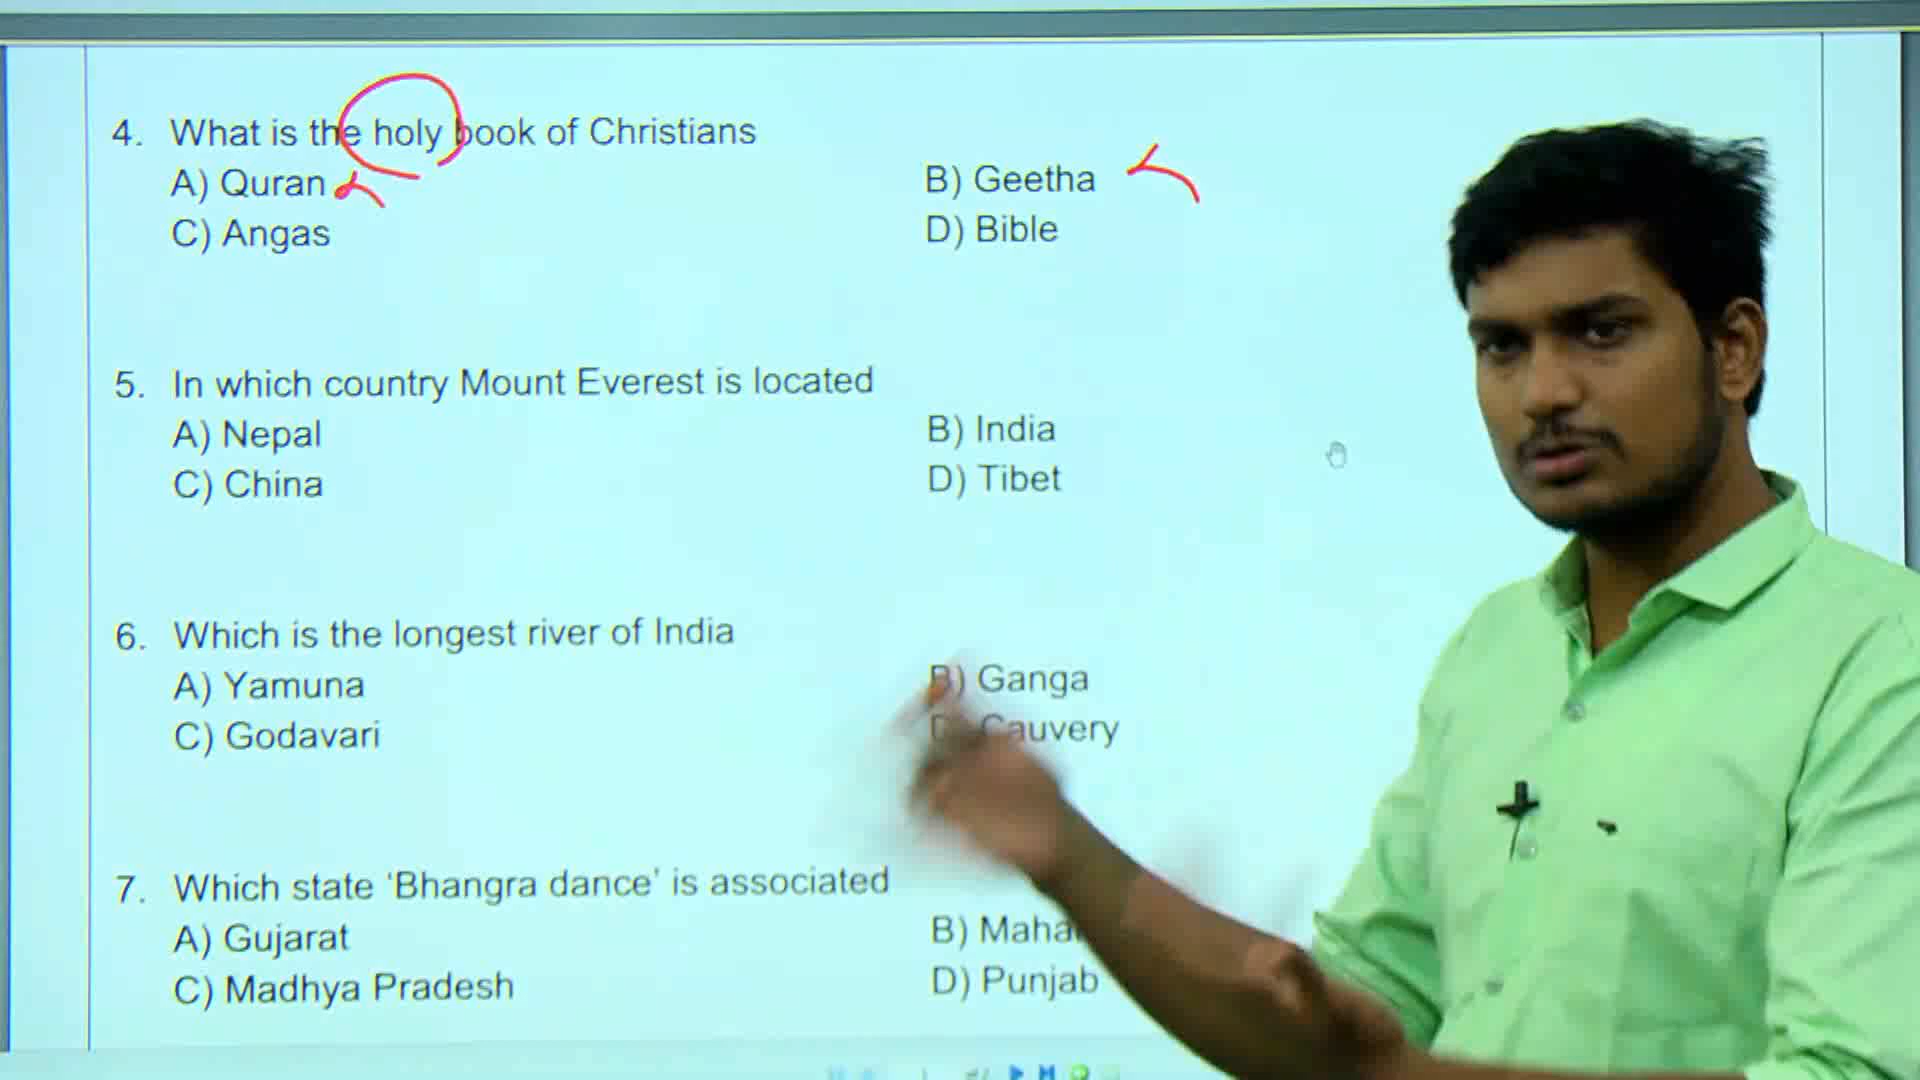 4. What is the holy book of Christians
A) Quran B) Geetha
C) Angas D) Bible
5. In which country Mount Everest is located
A) Nepal B) India
C) China D) Tibet
6. Which is the longest river of India
A) Yamuna B) Ganga
C) Godavari D) Cauvery
7. Which state ‘Bhangra dance’ is associated
A) Gujarat B)
C) Madhya Pradesh D) Punjab